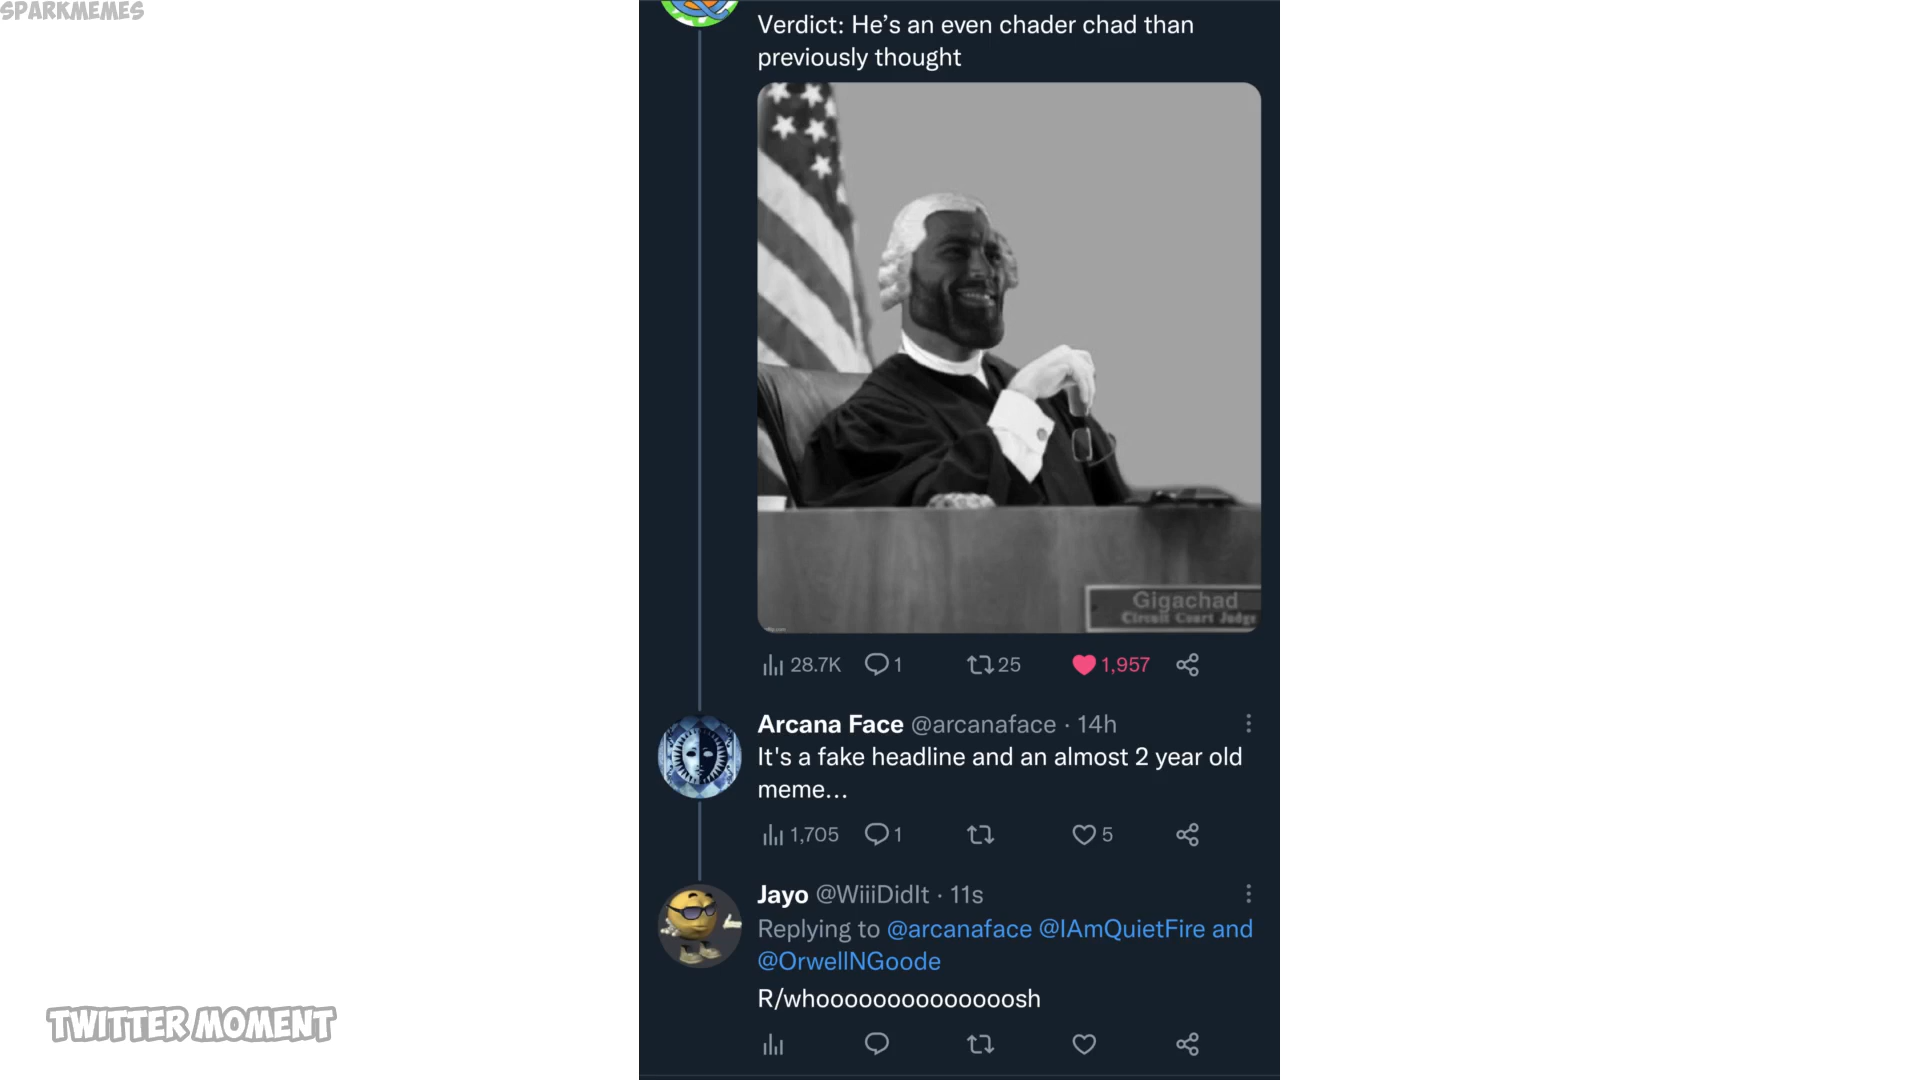 SPARKMEMES
Verdict: He’s an even chader chad than
previously thought
Gigachad
Circuit Court Judge
28.7K 1 25 1,957
Arcana Face @arcanaface · 14h
It's a fake headline and an almost 2 year old
meme...
1,705 1 5
Jayo @WiiiDidIt · 11s
Replying to @arcanaface @IAmQuietFire and
@OrwellNGoode
R/whoooooooooooooosh
TWITTER MOMENT